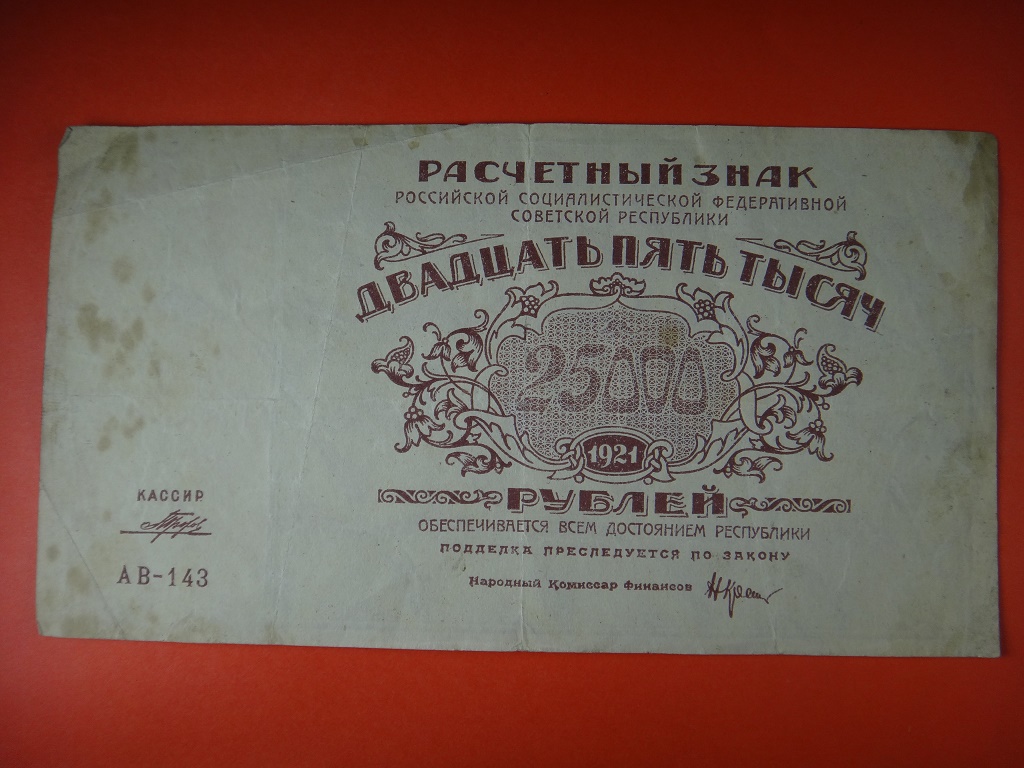 РАСЧЕТНЫЙ ЗНАК
РОССИЙСКОЙ СОЦИАЛИСТИЧЕСКОЙ ФЕДЕРАТИВНОЙ
СОВЕТСКОЙ РЕСПУБЛИКИ
ДВАДЦАТЬ ПЯТЬ ТЫСЯЧ
25000
1921
РУБЛЕЙ
ОБЕСПЕЧИВАЕТСЯ ВСЕМ ДОСТОЯНИЕМ РЕСПУБЛИКИ
ПОДДЕЛКА ПРЕСЛЕДУЕТСЯ ПО ЗАКОНУ
Народный Комиссар Финансов
КАССИР
АВ-143